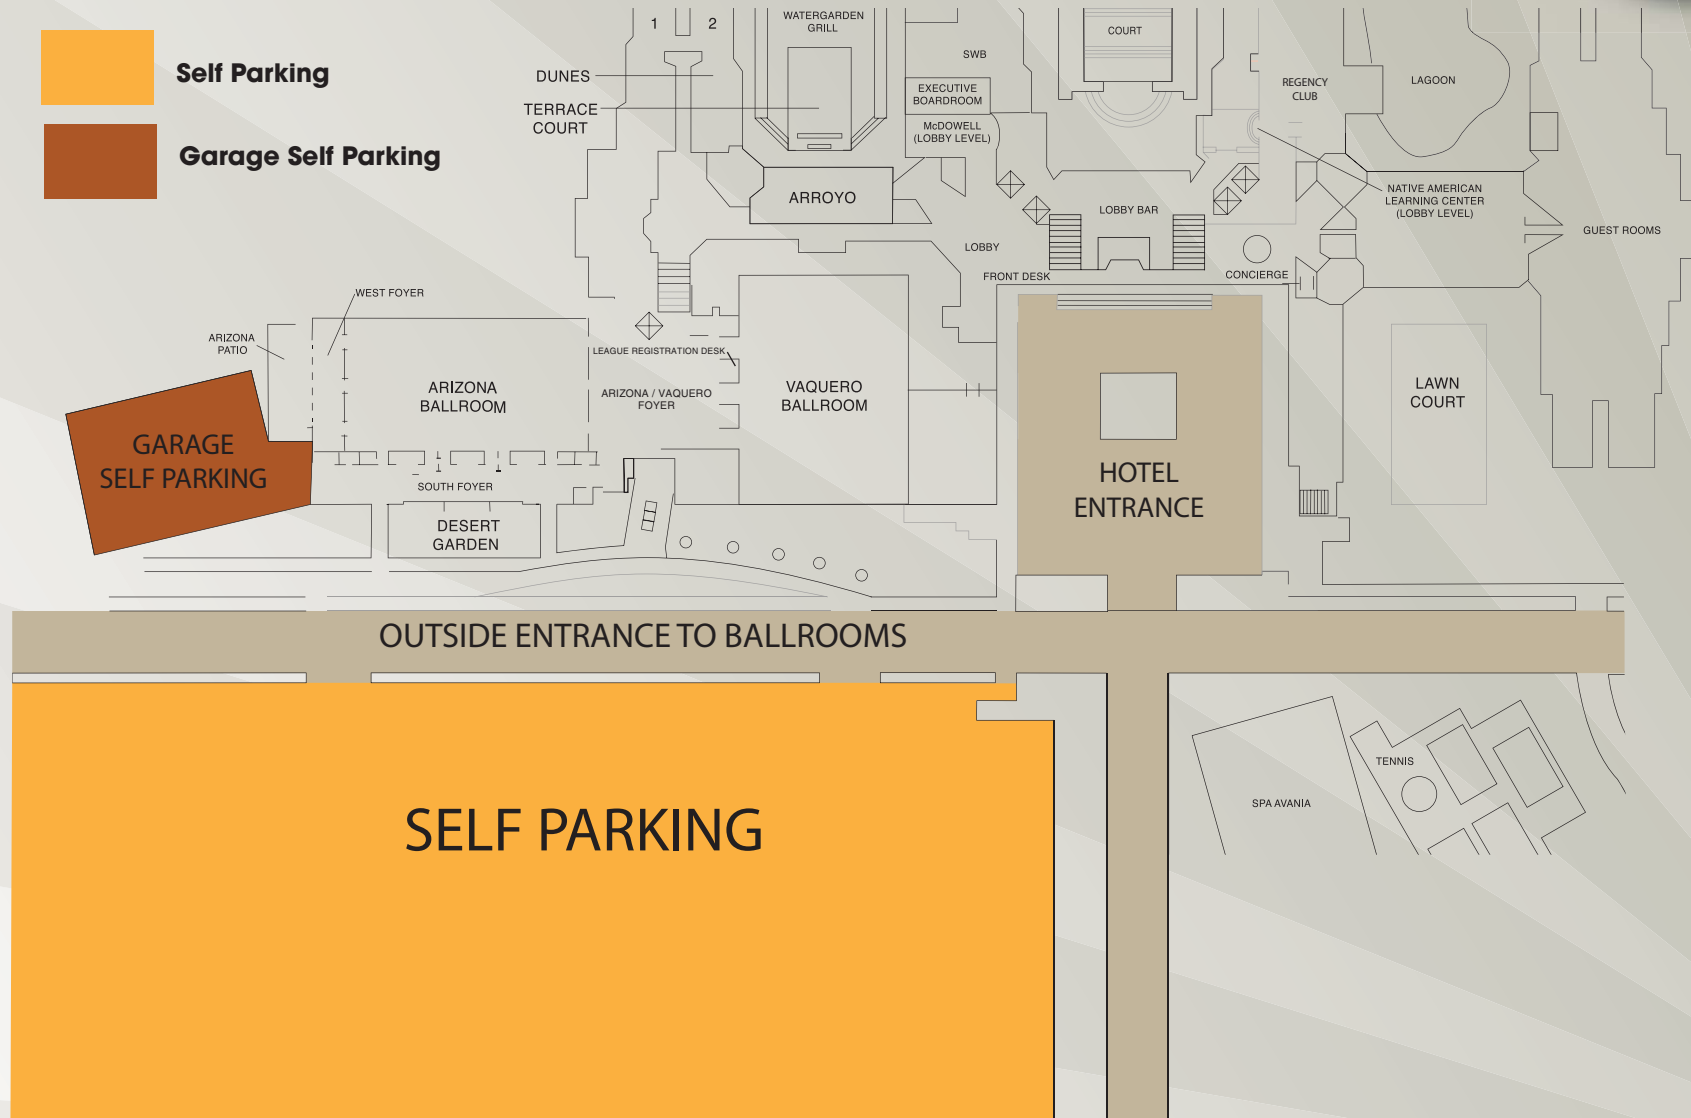 Self Parking
Garage Self Parking
1
2
WATERGARDEN
GRILL
DUNES
TERRACE
COURT
SWB
EXECUTIVE
BOARDROOM
McDOWELL
(LOBBY LEVEL)
COURT
REGENCY
CLUB
LAGOON
ARROYO
LOBBY BAR
NATIVE AMERICAN
LEARNING CENTER
(LOBBY LEVEL)
GUEST ROOMS
LOBBY
FRONT DESK
CONCIERGE
WEST FOYER
ARIZONA
PATIO
LEAGUE REGISTRATION DESK
ARIZONA
BALLROOM
ARIZONA / VAQUERO
FOYER
VAQUERO
BALLROOM
LAWN
COURT
GARAGE
SELF PARKING
HOTEL
ENTRANCE
SOUTH FOYER
DESERT
GARDEN
OUTSIDE ENTRANCE TO BALLROOMS
SELF PARKING
SPA AVANIA
TENNIS